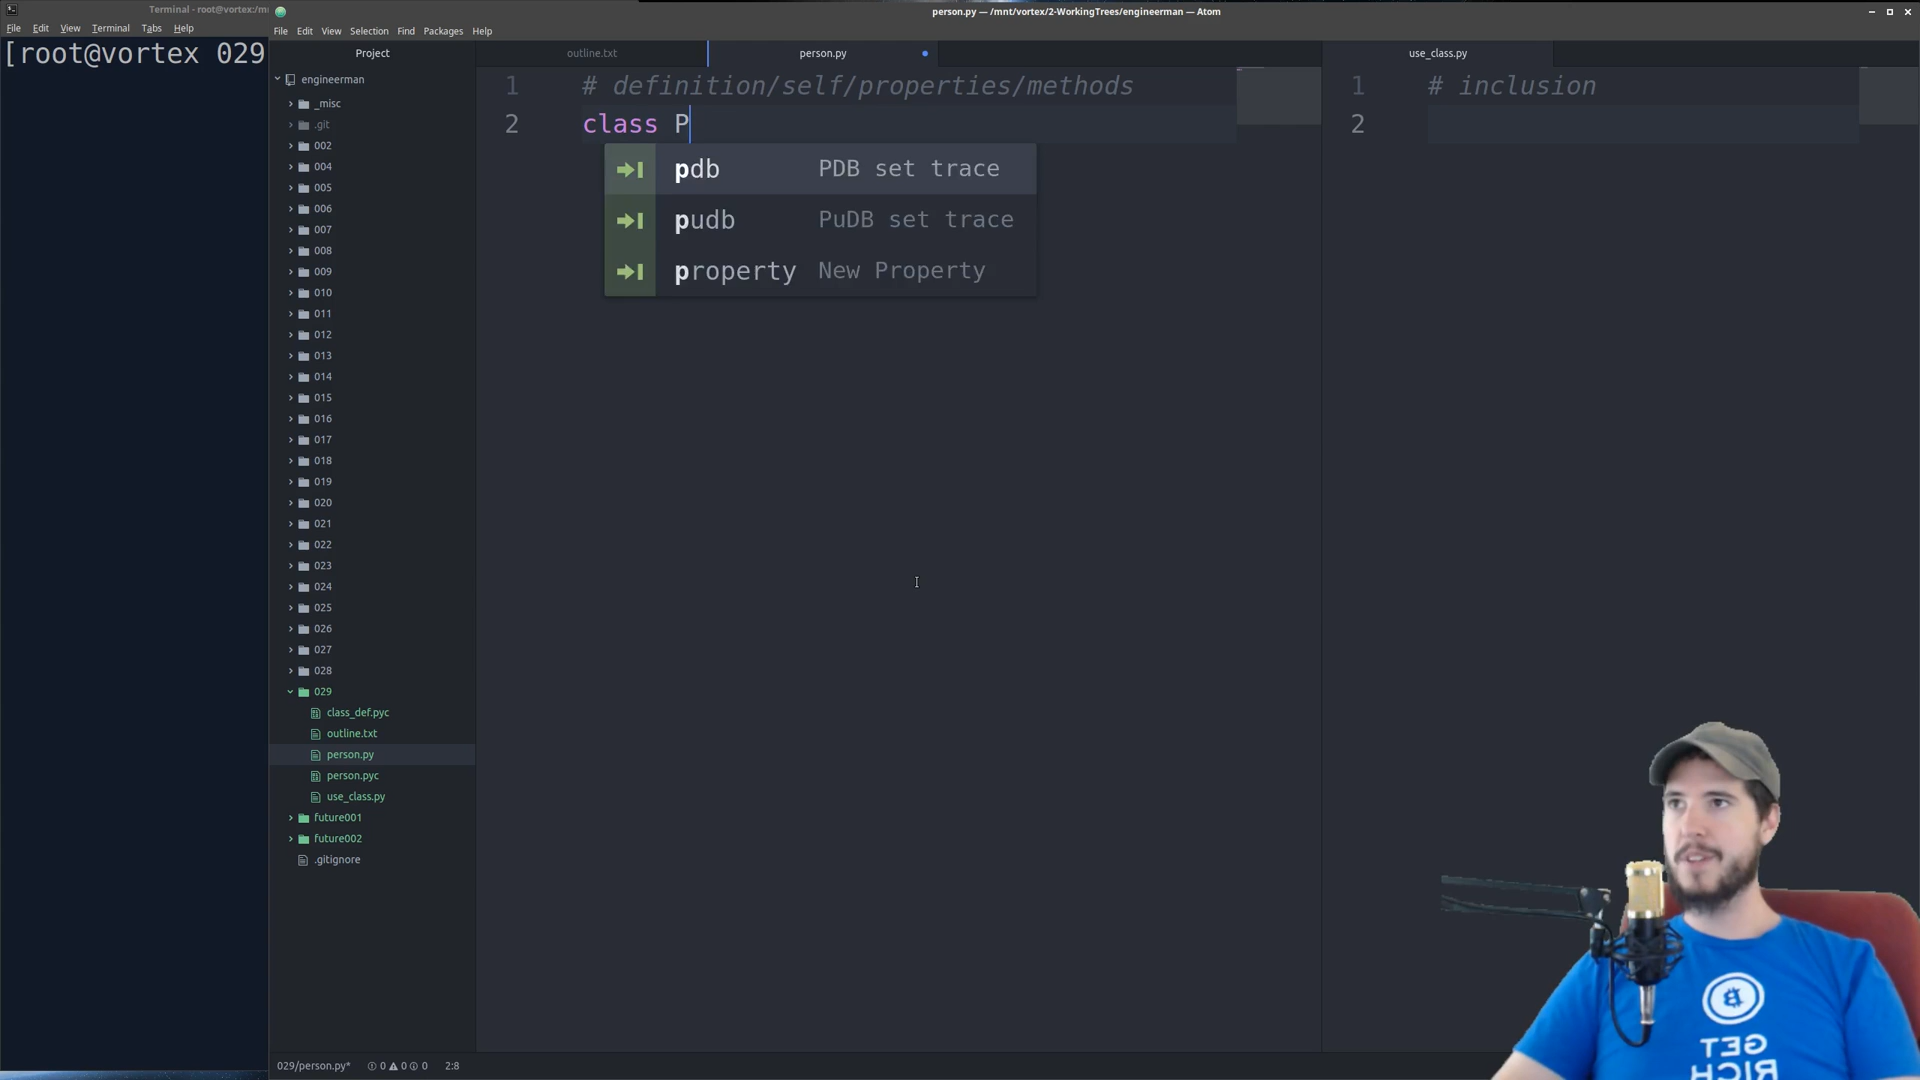 Terminal - root@vortex:/m
File Edit View Terminal Tabs Help
[root@vortex 029
person.py — /mnt/vortex/2-WorkingTrees/engineerman — Atom
File Edit View Selection Find Packages Help
Project
engineerman
_misc
.git
002
004
005
006
007
008
009
010
011
012
013
014
015
016
017
018
019
020
021
022
023
024
025
026
027
028
029
class_def.pyc
outline.txt
person.py
person.pyc
use_class.py
future001
future002
.gitignore
outline.txt
person.py
1 # definition/self/properties/methods
2 class P
pdb PDB set trace
pudb PuDB set trace
property New Property
use_class.py
1 # inclusion
2
029/person.py* 0 0 0 2:8
GET
RICH